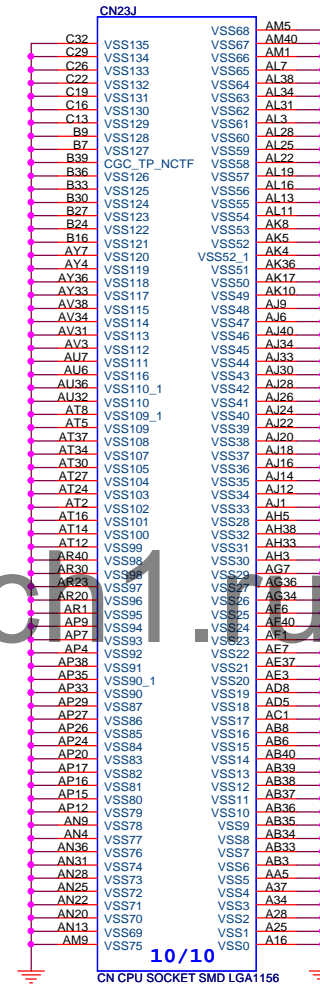 CN23J
C32 VSS135
C29 VSS134
C26 VSS133
C22 VSS132
C19 VSS131
C16 VSS130
C13 VSS129
B9 VSS128
B7 VSS127
B39 CGC_TP_NCTF
B36 VSS126
B33 VSS125
B30 VSS124
B27 VSS123
B24 VSS122
B16 VSS121
AY7 VSS120
AY4 VSS119
AY36 VSS118
AY33 VSS117
AV38 VSS115
AV34 VSS114
AV31 VSS113
AV3 VSS112
AU7 VSS111
AU6 VSS116
AU36 VSS110_1
AU32 VSS110
AT8 VSS109_1
AT5 VSS109
AT37 VSS108
AT34 VSS107
AT30 VSS105
AT27 VSS104
AT24 VSS103
AT2 VSS102
AT16 VSS101
AT14 VSS100
AT12 VSS99
AR40 VSS98
AR30
AR23 VSS97
AR20 VSS96
AR1 VSS95
AP9 VSS94
AP7 VSS93
AP4 VSS92
AP38 VSS91
AP35 VSS90_1
AP33 VSS90
AP29 VSS87
AP27 VSS86
AP26 VSS85
AP24 VSS84
AP20 VSS83
AP17 VSS82
AP16 VSS81
AP15 VSS80
AP12 VSS79
AN9 VSS78
AN4 VSS77
AN36 VSS76
AN31 VSS74
AN28 VSS73
AN25 VSS72
AN22 VSS71
AN20 VSS70
AN13 VSS69
AM9 VSS75
VSS68 AM5
VSS67 AM40
VSS66 AM1
VSS65 AL7
VSS64 AL38
VSS63 AL34
VSS62 AL31
VSS61 AL3
VSS60 AL28
VSS59 AL25
VSS58 AL22
VSS57 AL19
VSS56 AL16
VSS55 AL13
VSS54 AL11
VSS53 AK8
VSS52 AK5
VSS52_1 AK4
VSS51 AK36
VSS50 AK17
VSS49 AK10
VSS48 AJ9
VSS47 AJ6
VSS46 AJ40
VSS45 AJ34
VSS44 AJ33
VSS43 AJ30
VSS42 AJ28
VSS41 AJ26
VSS40 AJ24
VSS39 AJ22
VSS38 AJ20
VSS37 AJ18
VSS36 AJ16
VSS35 AJ14
VSS34 AJ12
VSS33 AJ1
VSS28 AH5
VSS32 AH38
VSS31 AH33
VSS30 AH3
VSS29 AG7
VSS27 AG36
VSS26 AG34
VSS25 AF6
VSS24 AF40
VSS23 AF1
VSS22 AE7
VSS21 AE37
VSS20 AE3
VSS19 AD8
VSS18 AD5
VSS17 AC1
VSS16 AB8
VSS15 AB6
VSS14 AB40
VSS13 AB39
VSS12 AB38
VSS11 AB37
VSS10 AB36
VSS9 AB35
VSS8 AB34
VSS7 AB33
VSS6 AB3
VSS5 AA5
VSS4 A37
VSS3 A34
VSS2 A28
VSS1 A25
VSS0 A16
10/10
CN CPU SOCKET SMD LGA1156
ch1.ru